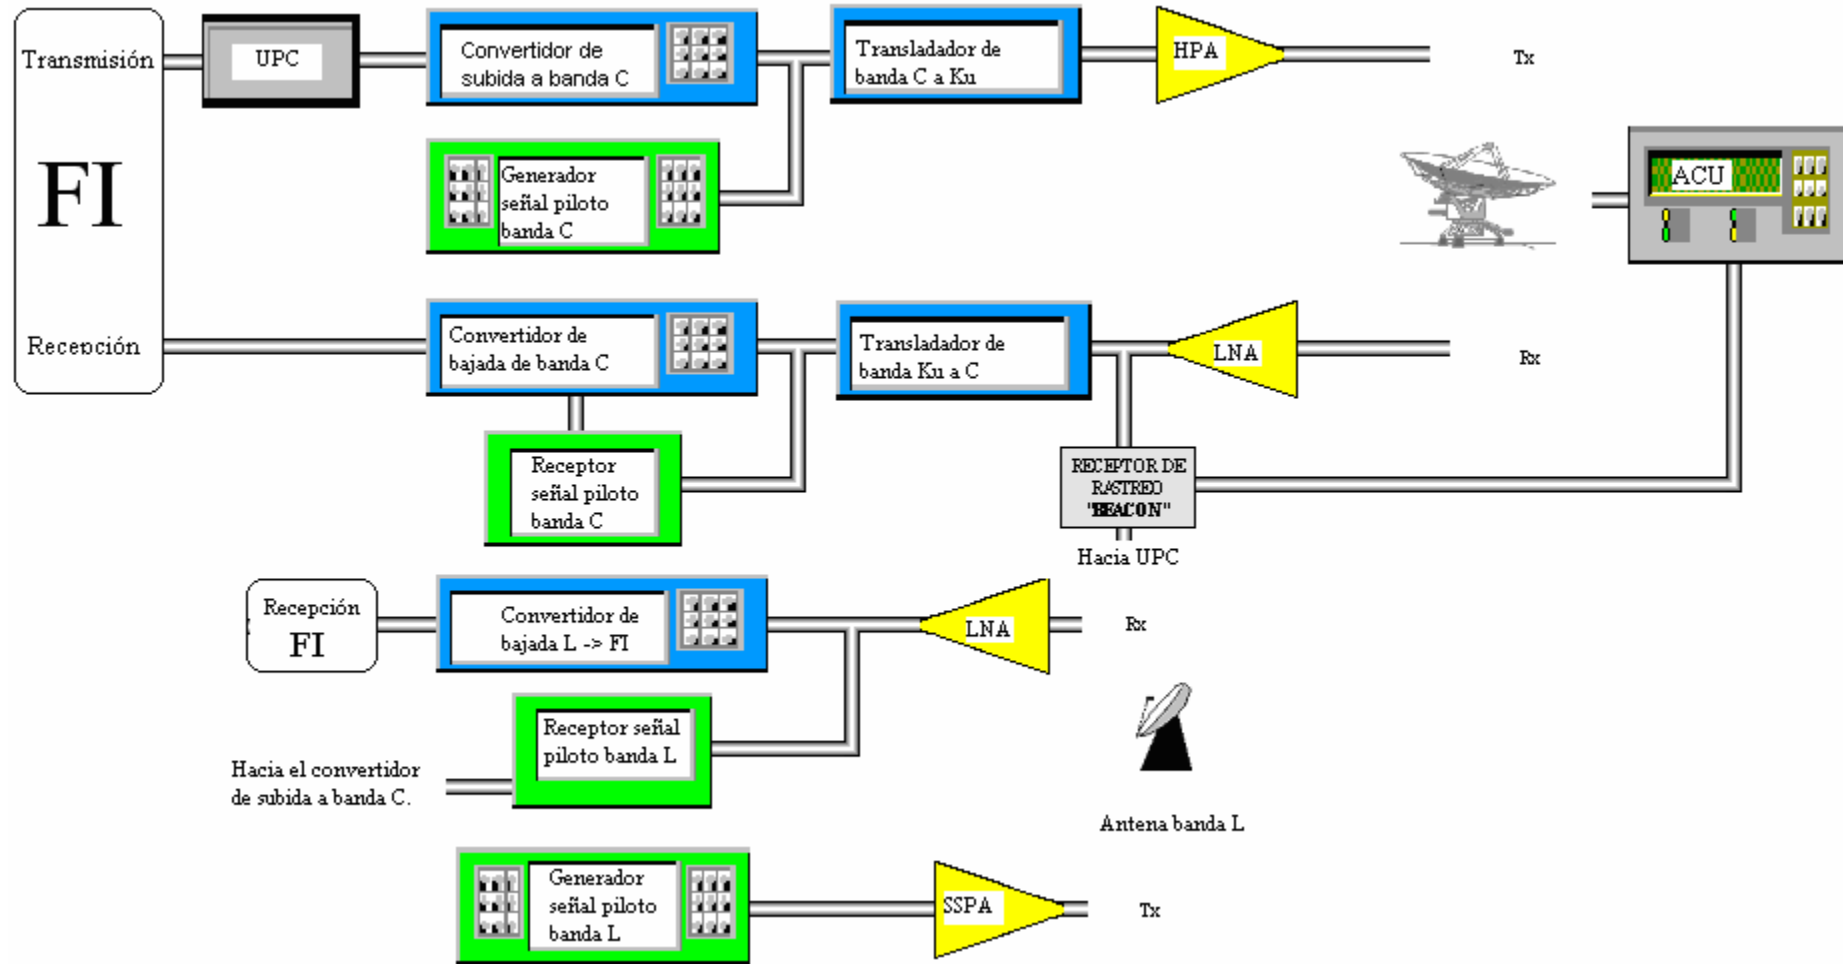 Transmisión
FI
Recepción
UPC
Convertidor de
subida a banda C
Transladador de
banda C a Ku
HPA
Tx
Generador
señal piloto
banda C
ACU
Convertidor de
bajada de banda C
Transladador de
banda Ku a C
LNA
Rx
Receptor
señal piloto
banda C
RECEPTOR DE
RASTREO
"BEACON"
Hacia UPC
Recepción
FI
Convertidor de
bajada L -> FI
LNA
Rx
Receptor señal
piloto banda L
Hacia el convertidor
de subida a banda C.
Antena banda L
Generador
señal piloto
banda L
SSPA
Tx